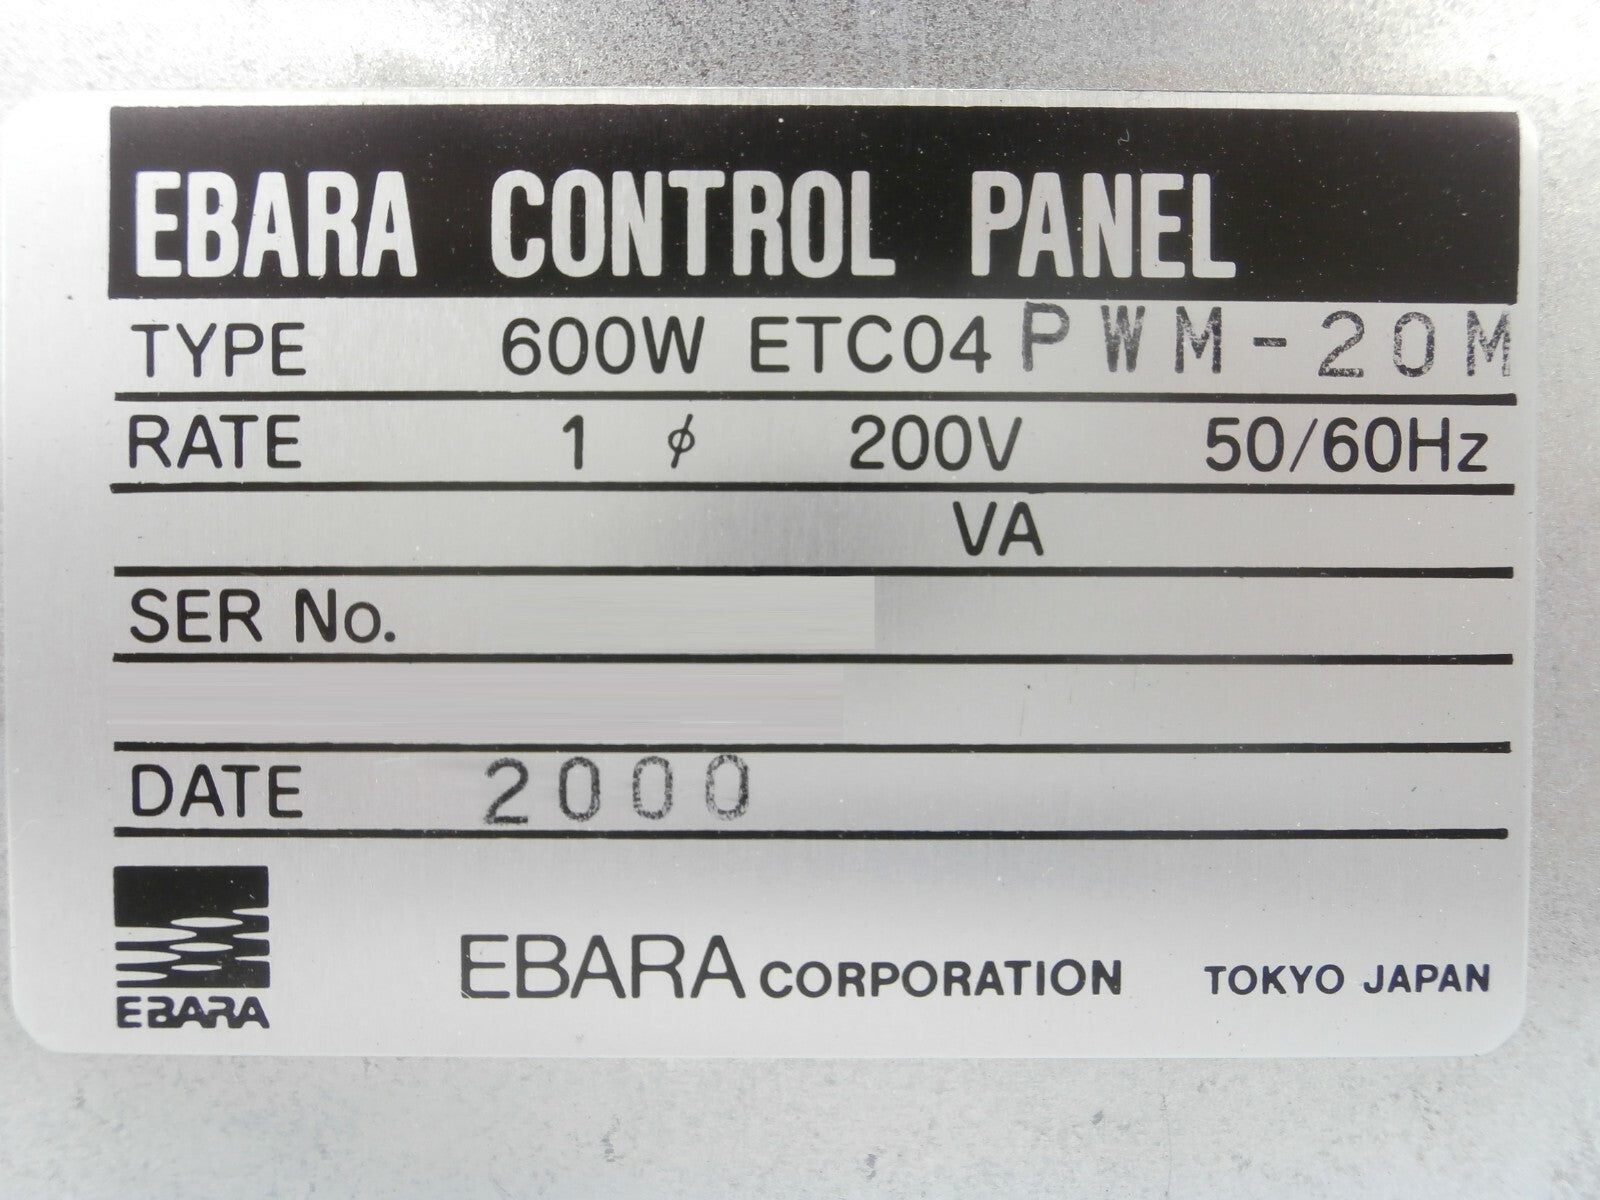 EBARA CONTROL PANEL
TYPE 600W ETC04 PWM-20M
RATE 1 ϕ 200V 50/60Hz
VA
SER No.
DATE 2000
EBARA
EBARA CORPORATION TOKYO JAPAN